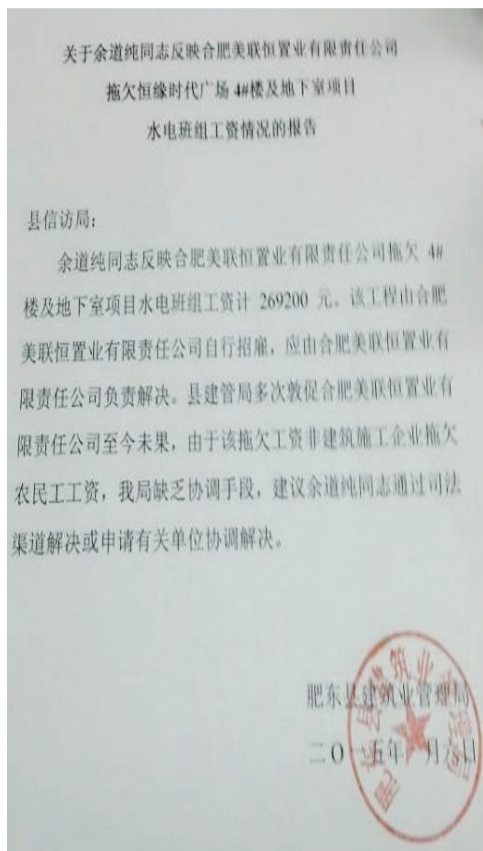 关于余道纯同志反映合肥美联恒置业有限责任公司
拖欠恒缘时代广场4#楼及地下室项目
水电班组工资情况的报告
县信访局:
余道纯同志反映合肥美联恒置业有限责任公司拖欠 4#
楼及地下室项目水电班组工资计 269200 元。该工程由合肥
美联恒置业有限责任公司自行招雇,应由合肥美联恒置业有
限责任公司负责解决。县建管局多次敦促合肥美联恒置业有
限责任公司至今未果,由于该拖欠工资非建筑施工企业拖欠
农民工工资,我局缺乏协调手段,建议余道纯同志通过司法
渠道解决或申请有关单位协调解决。
肥东县建筑业管理局
二〇一五年 月六日